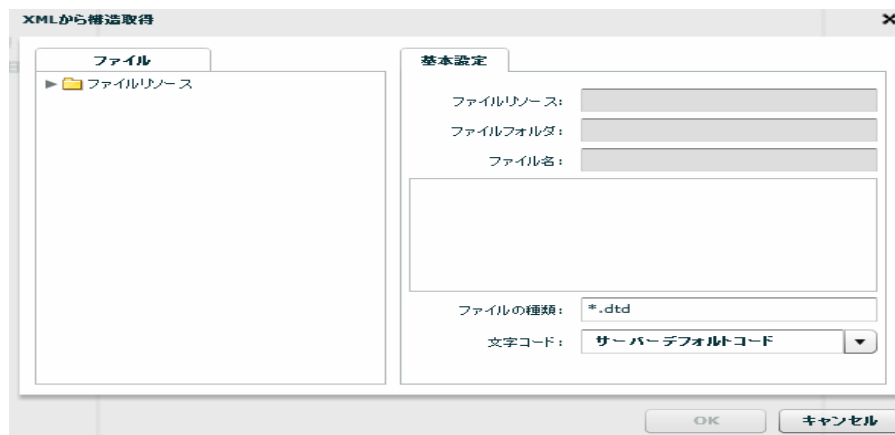 XMLから構造取得
ファイル
ファイルリソース
基本設定
ファイルリソース:
ファイルフォルダ:
ファイル名:
ファイルの種類: *.dtd
文字コード: サーバーデフォルトコード
OK キャンセル